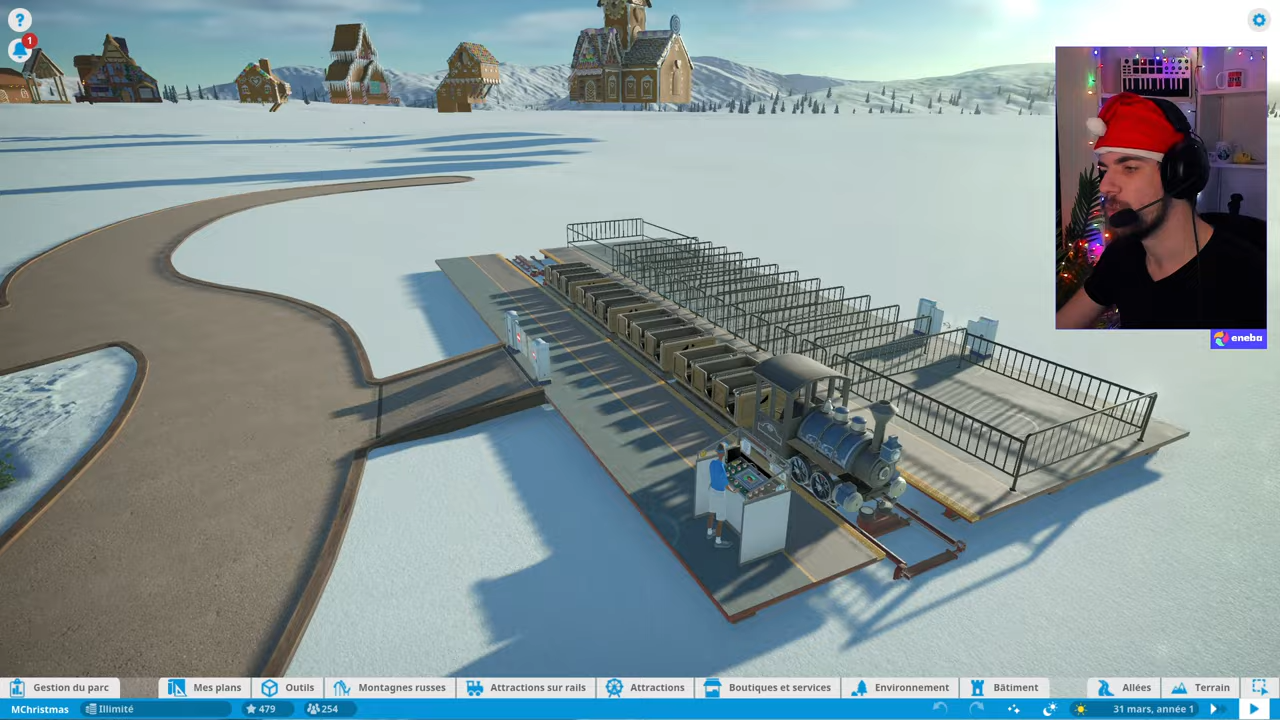 ?
1
eneba
Gestion du parc
Mes plans
Outils
Montagnes russes
Attractions sur rails
Attractions
Boutiques et services
Environnement
Bâtiment
Allées
Terrain
MChristmas
Illimité
479
254
31 mars, année 1